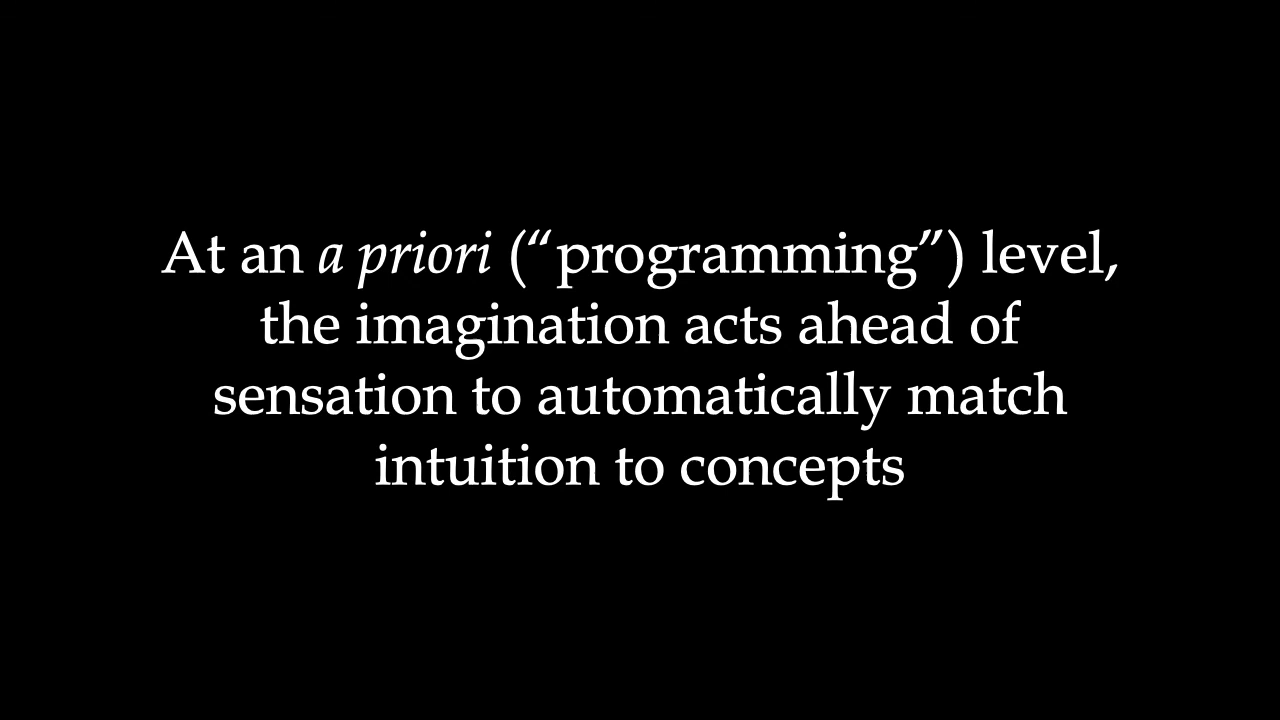 At an a priori (“programming”) level,
the imagination acts ahead of
sensation to automatically match
intuition to concepts